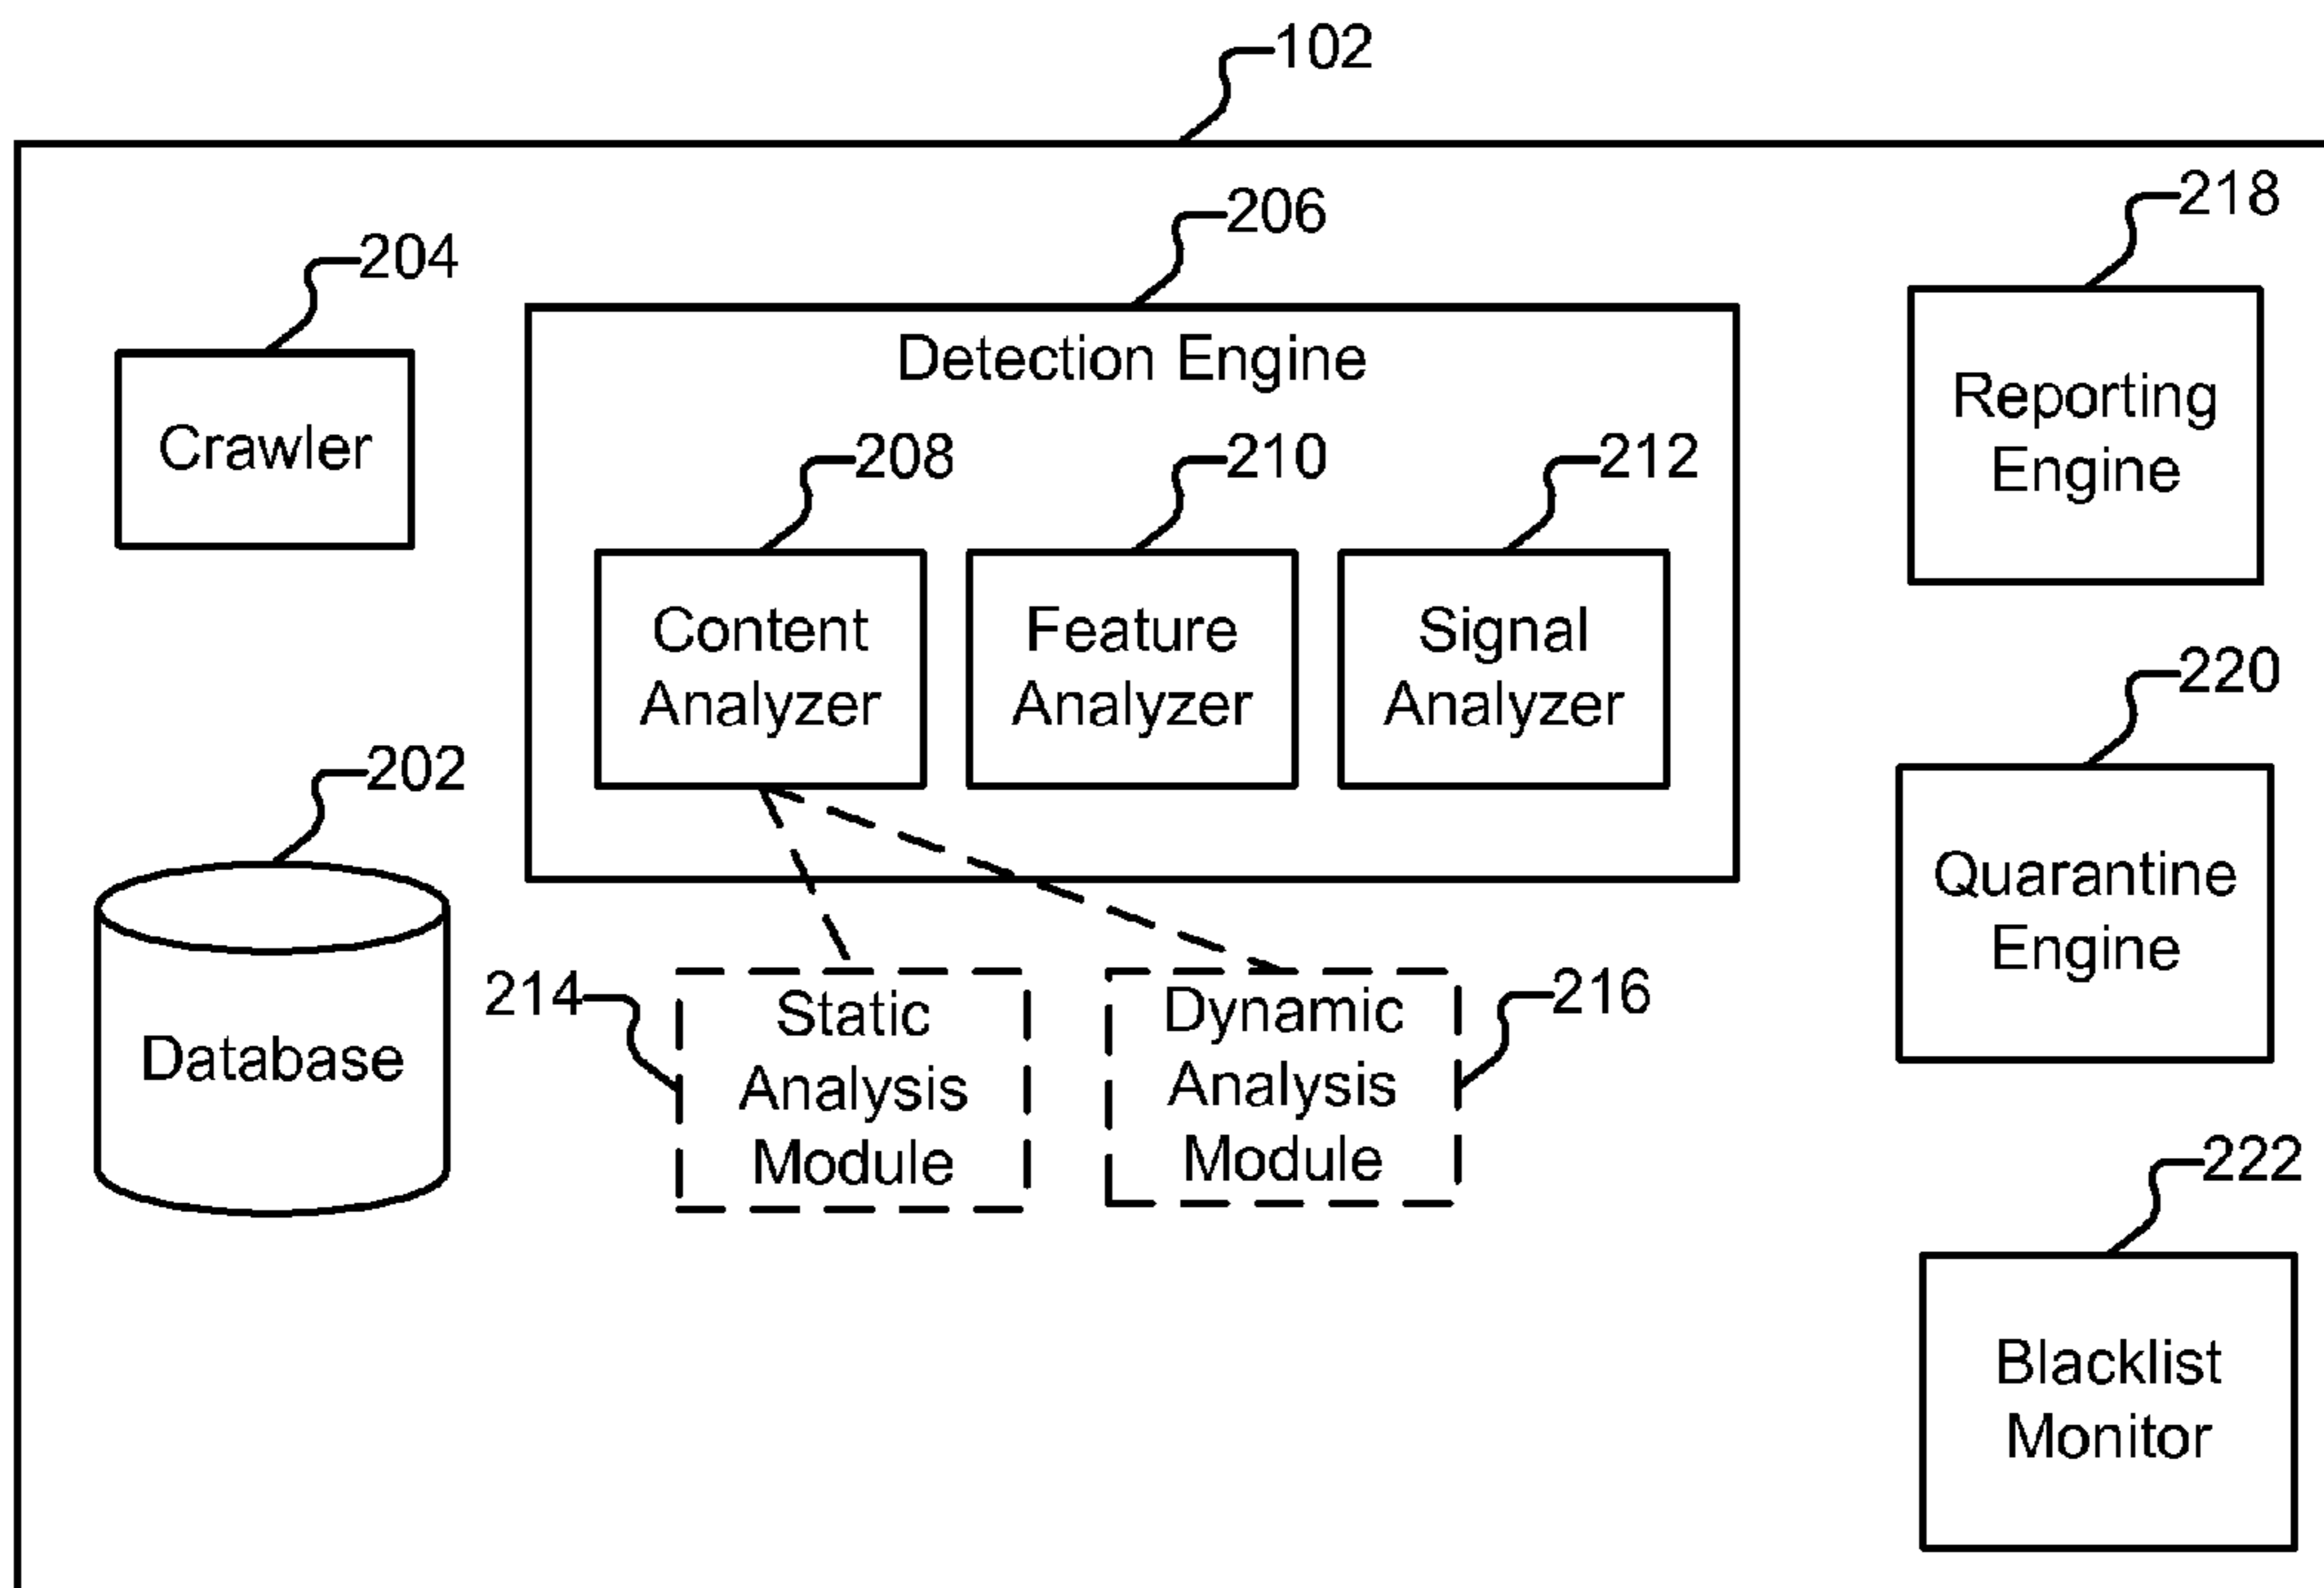 102
206
218
204
Detection Engine
Reporting
Engine
Crawler
208
210
212
Content
Analyzer
Feature
Analyzer
Signal
Analyzer
220
202
Quarantine
Engine
214
Static
Analysis
Module
Dynamic
Analysis
Module
216
Database
222
Blacklist
Monitor